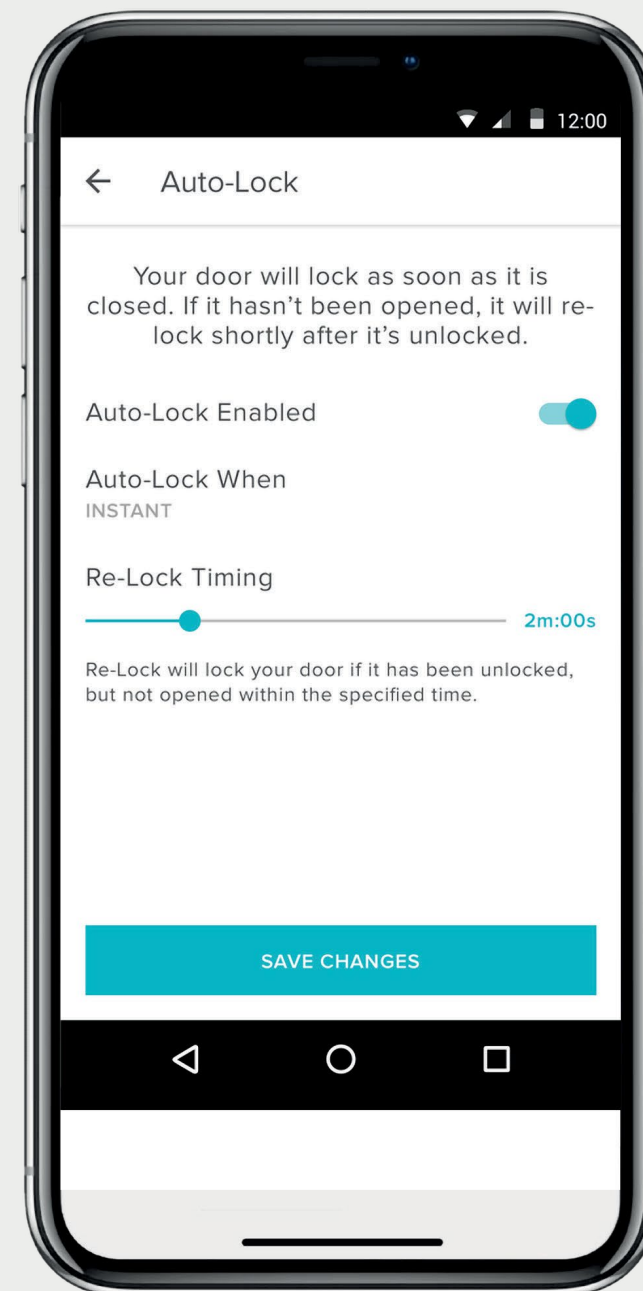 12:00
Auto-Lock
Your door will lock as soon as it is
closed. If it hasn't been opened, it will re-
lock shortly after it's unlocked.
Auto-Lock Enabled
Auto-Lock When
INSTANT
Re-Lock Timing
2m:00s
Re-Lock will lock your door if it has been unlocked,
but not opened within the specified time.
SAVE CHANGES